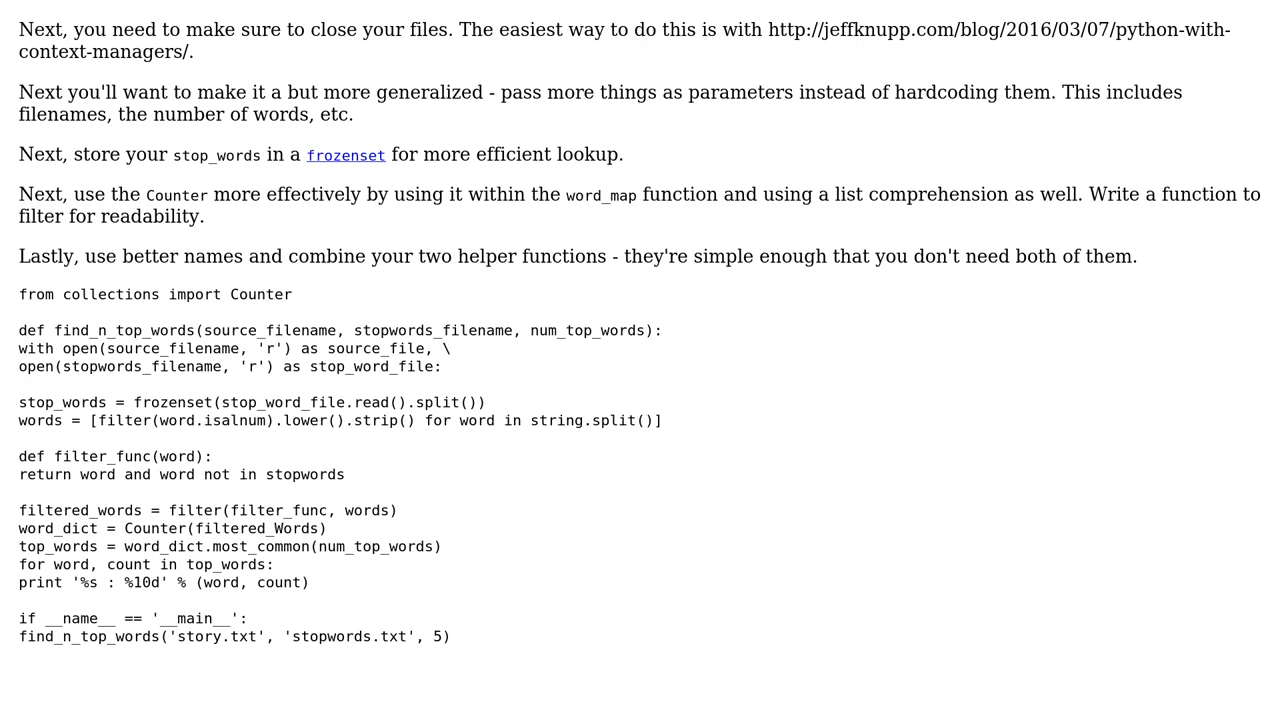 Next, you need to make sure to close your files. The easiest way to do this is with http://jeffknupp.com/blog/2016/03/07/python-with-
context-managers/.
Next you'll want to make it a but more generalized - pass more things as parameters instead of hardcoding them. This includes
filenames, the number of words, etc.
Next, store your stop_words in a frozenset for more efficient lookup.
Next, use the Counter more effectively by using it within the word_map function and using a list comprehension as well. Write a function to
filter for readability.
Lastly, use better names and combine your two helper functions - they're simple enough that you don't need both of them.
from collections import Counter
def find_n_top_words(source_filename, stopwords_filename, num_top_words):
with open(source_filename, 'r') as source_file, \
open(stopwords_filename, 'r') as stop_word_file:
stop_words = frozenset(stop_word_file.read().split())
words = [filter(word.isalnum).lower().strip() for word in string.split()]
def filter_func(word):
return word and word not in stopwords
filtered_words = filter(filter_func, words)
word_dict = Counter(filtered_Words)
top_words = word_dict.most_common(num_top_words)
for word, count in top_words:
print '%s : %10d' % (word, count)
if __name__ == '__main__':
find_n_top_words('story.txt', 'stopwords.txt', 5)